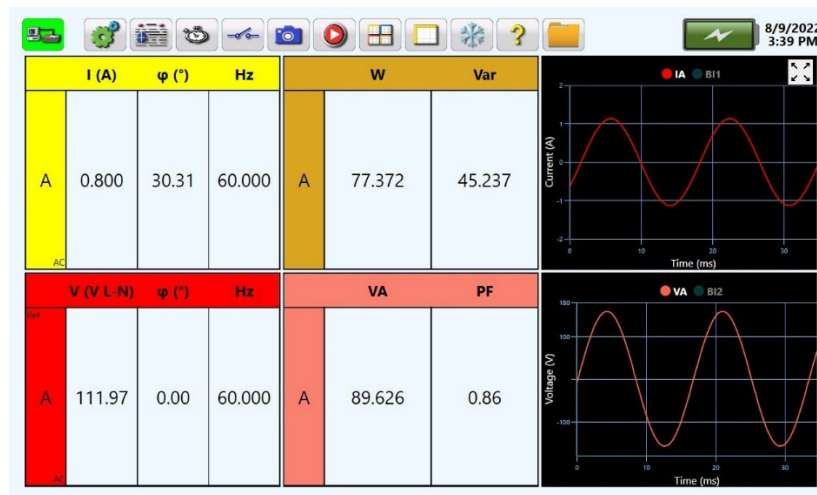 8/9/2022
3:39 PM
I (A) φ (°) Hz
A 0.800 30.31 60.000
AC
W Var
A 77.372 45.237
IA BI1
Current (A)
2
1
0
-1
-2
0 10 20 30
Time (ms)
V (V L-N) φ (°) Hz
Ref
A 111.97 0.00 60.000
AC
VA PF
A 89.626 0.86
VA BI2
Voltage (V)
180
100
-100
0 10 20 30
Time (ms)